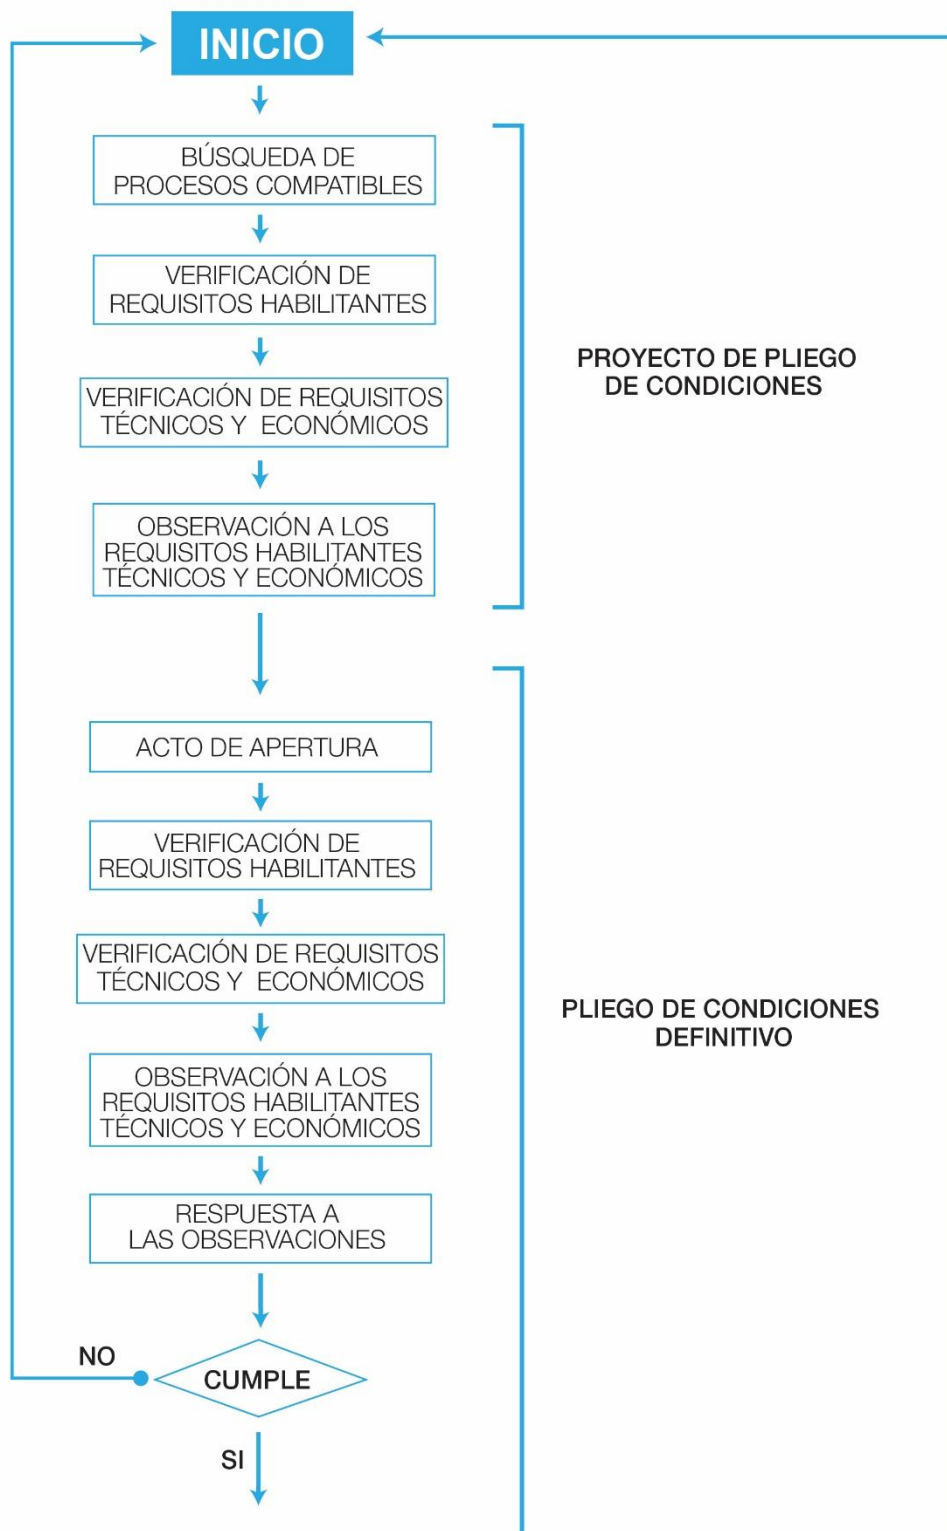 INICIO
BÚSQUEDA DE
PROCESOS COMPATIBLES
VERIFICACIÓN DE
REQUISITOS HABILITANTES
VERIFICACIÓN DE REQUISITOS
TÉCNICOS Y ECONÓMICOS
OBSERVACIÓN A LOS
REQUISITOS HABILITANTES
TÉCNICOS Y ECONÓMICOS
PROYECTO DE PLIEGO
DE CONDICIONES
ACTO DE APERTURA
VERIFICACIÓN DE
REQUISITOS HABILITANTES
VERIFICACIÓN DE REQUISITOS
TÉCNICOS Y ECONÓMICOS
OBSERVACIÓN A LOS
REQUISITOS HABILITANTES
TÉCNICOS Y ECONÓMICOS
RESPUESTA A
LAS OBSERVACIONES
PLIEGO DE CONDICIONES
DEFINITIVO
NO
CUMPLE
SI